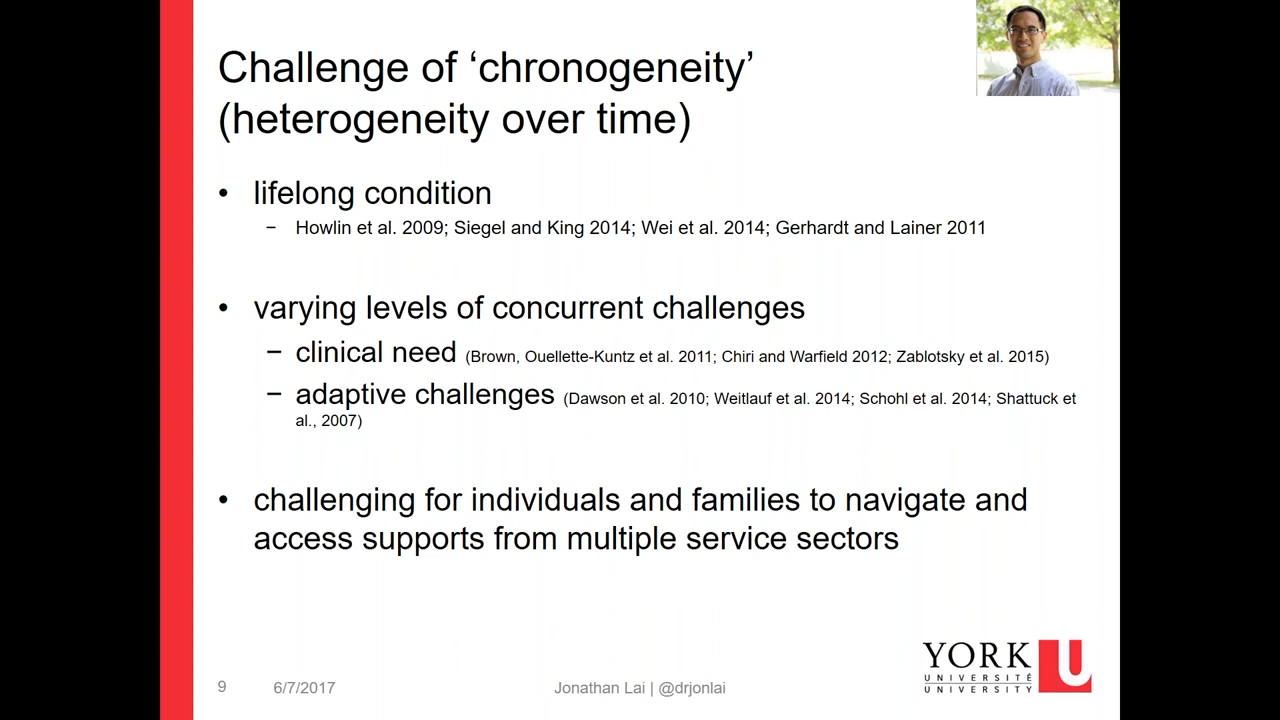 Challenge of ‘chronogeneity’
(heterogeneity over time)
• lifelong condition
− Howlin et al. 2009; Siegel and King 2014; Wei et al. 2014; Gerhardt and Lainer 2011
• varying levels of concurrent challenges
− clinical need (Brown, Ouellette-Kuntz et al. 2011; Chiri and Warfield 2012; Zablotsky et al. 2015)
− adaptive challenges (Dawson et al. 2010; Weitlauf et al. 2014; Schohl et al. 2014; Shattuck et
al., 2007)
• challenging for individuals and families to navigate and
access supports from multiple service sectors
YORK U
UNIVERSITÉ
UNIVERSITY
9 6/7/2017 Jonathan Lai | @drjonlai